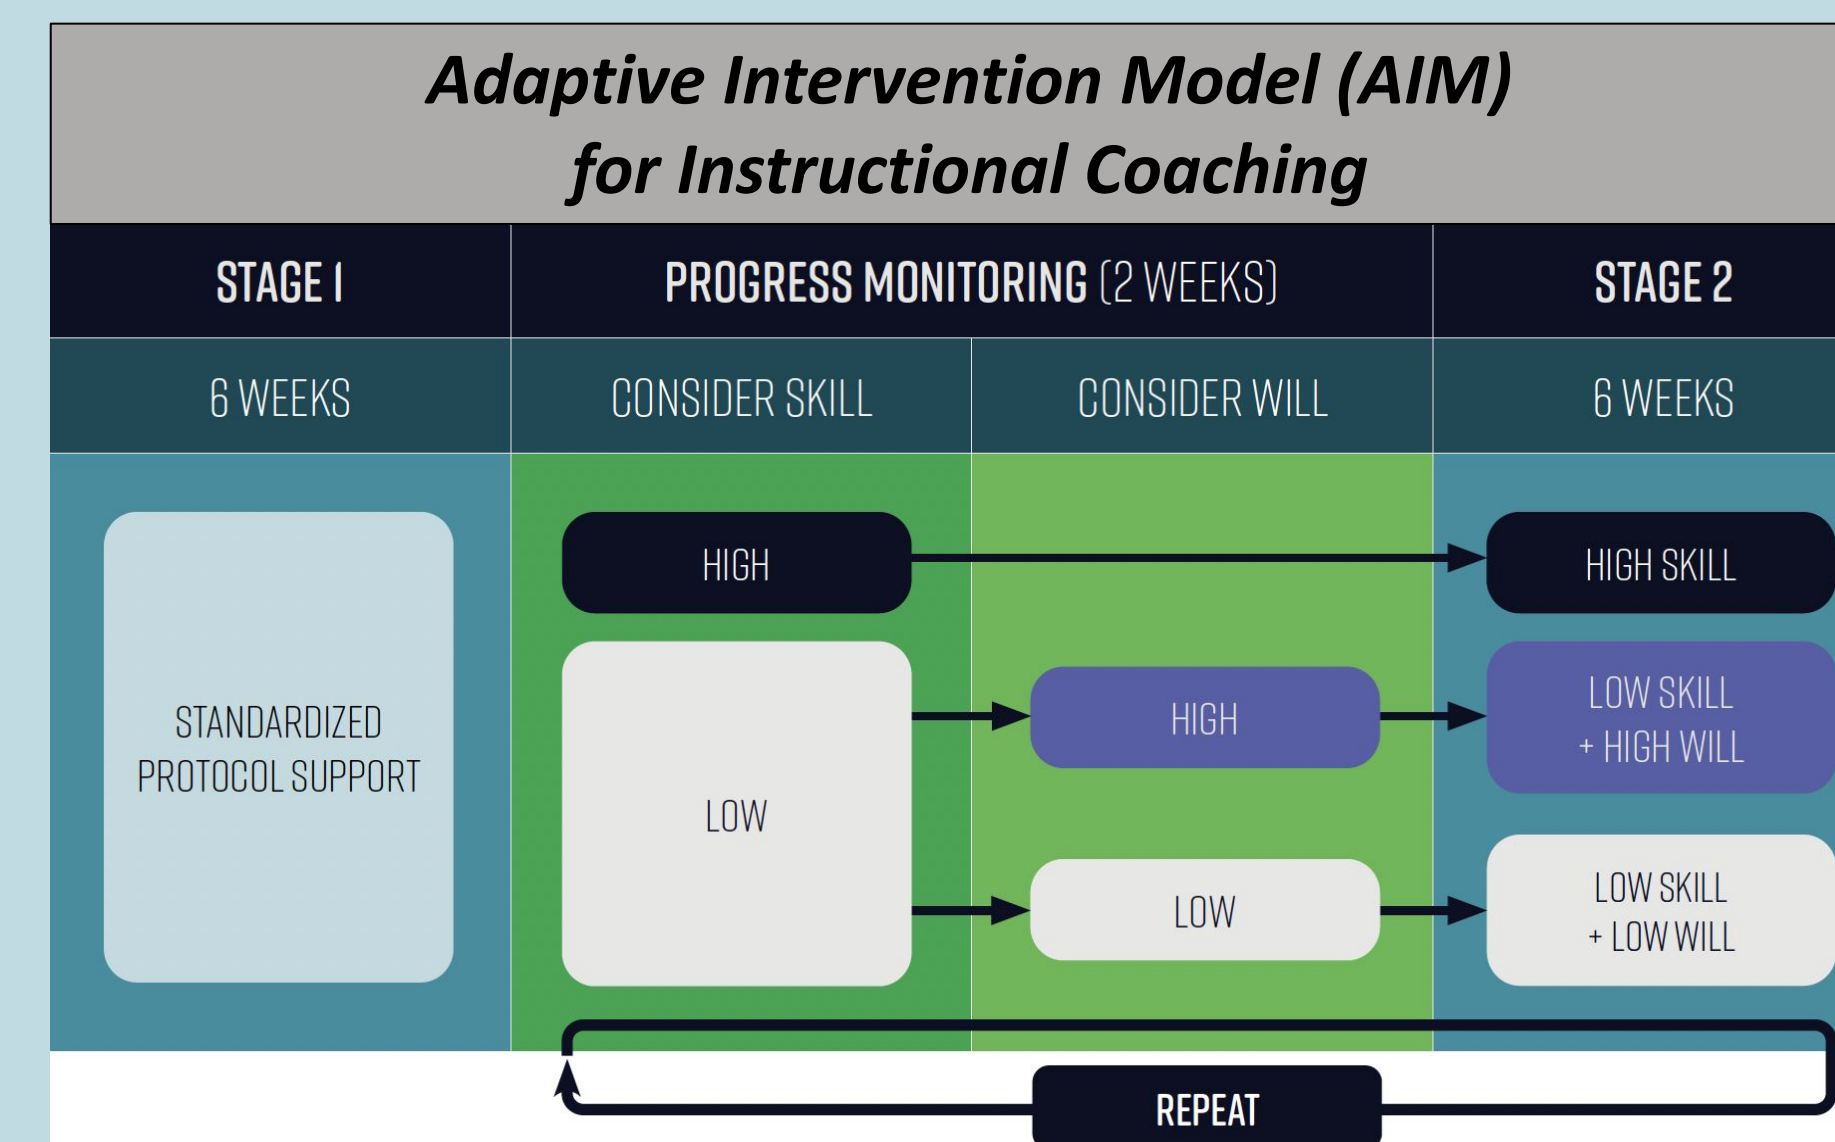 Adaptive Intervention Model (AIM)
for Instructional Coaching
STAGE 1
PROGRESS MONITORING (2 WEEKS)
STAGE 2
6 WEEKS
CONSIDER SKILL
CONSIDER WILL
6 WEEKS
STANDARDIZED
PROTOCOL SUPPORT
HIGH
HIGH SKILL
LOW
HIGH
LOW SKILL
+ HIGH WILL
LOW
LOW SKILL
+ LOW WILL
REPEAT